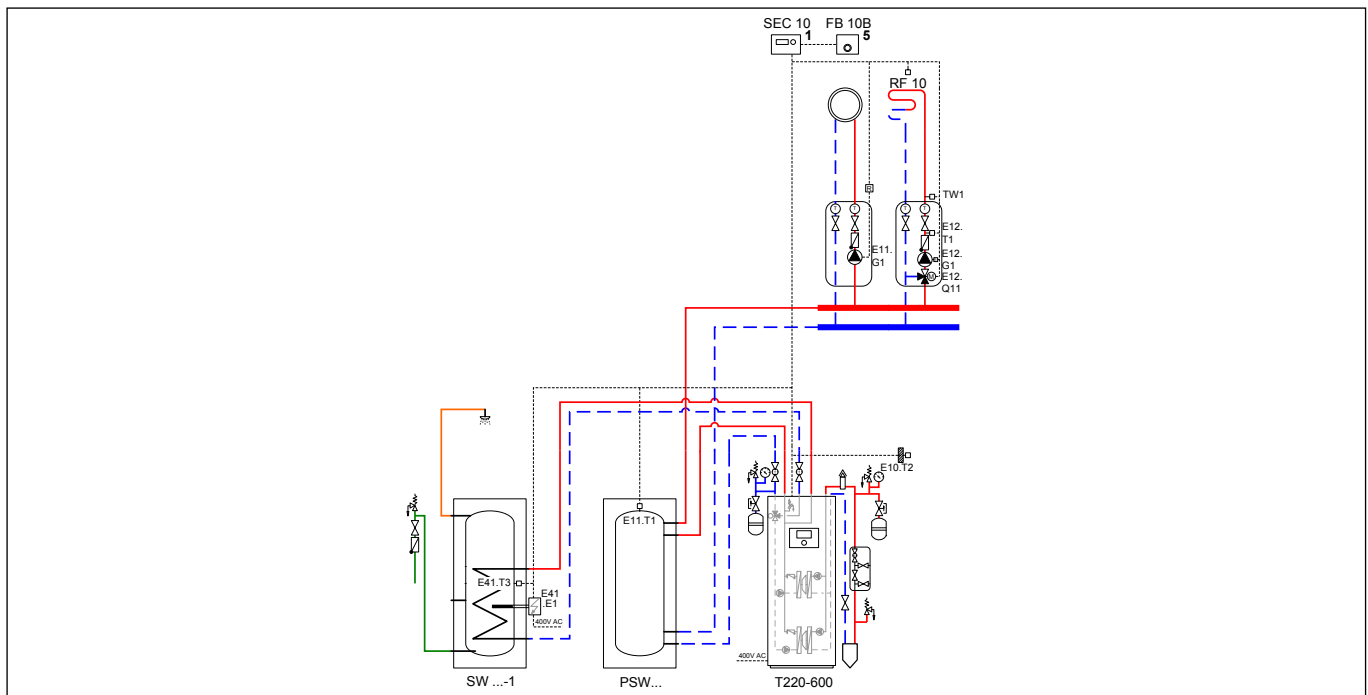 SEC 10 FB 10B
1 5
RF 10
T T T T
TW1
E12.
T1
E11.
G1
E12.
G1
M
E12.
Q11
E10.T2
E11.T1
E41.T3
E41
.E1
400V AC
400V AC
SW ...-1 PSW... T220-600